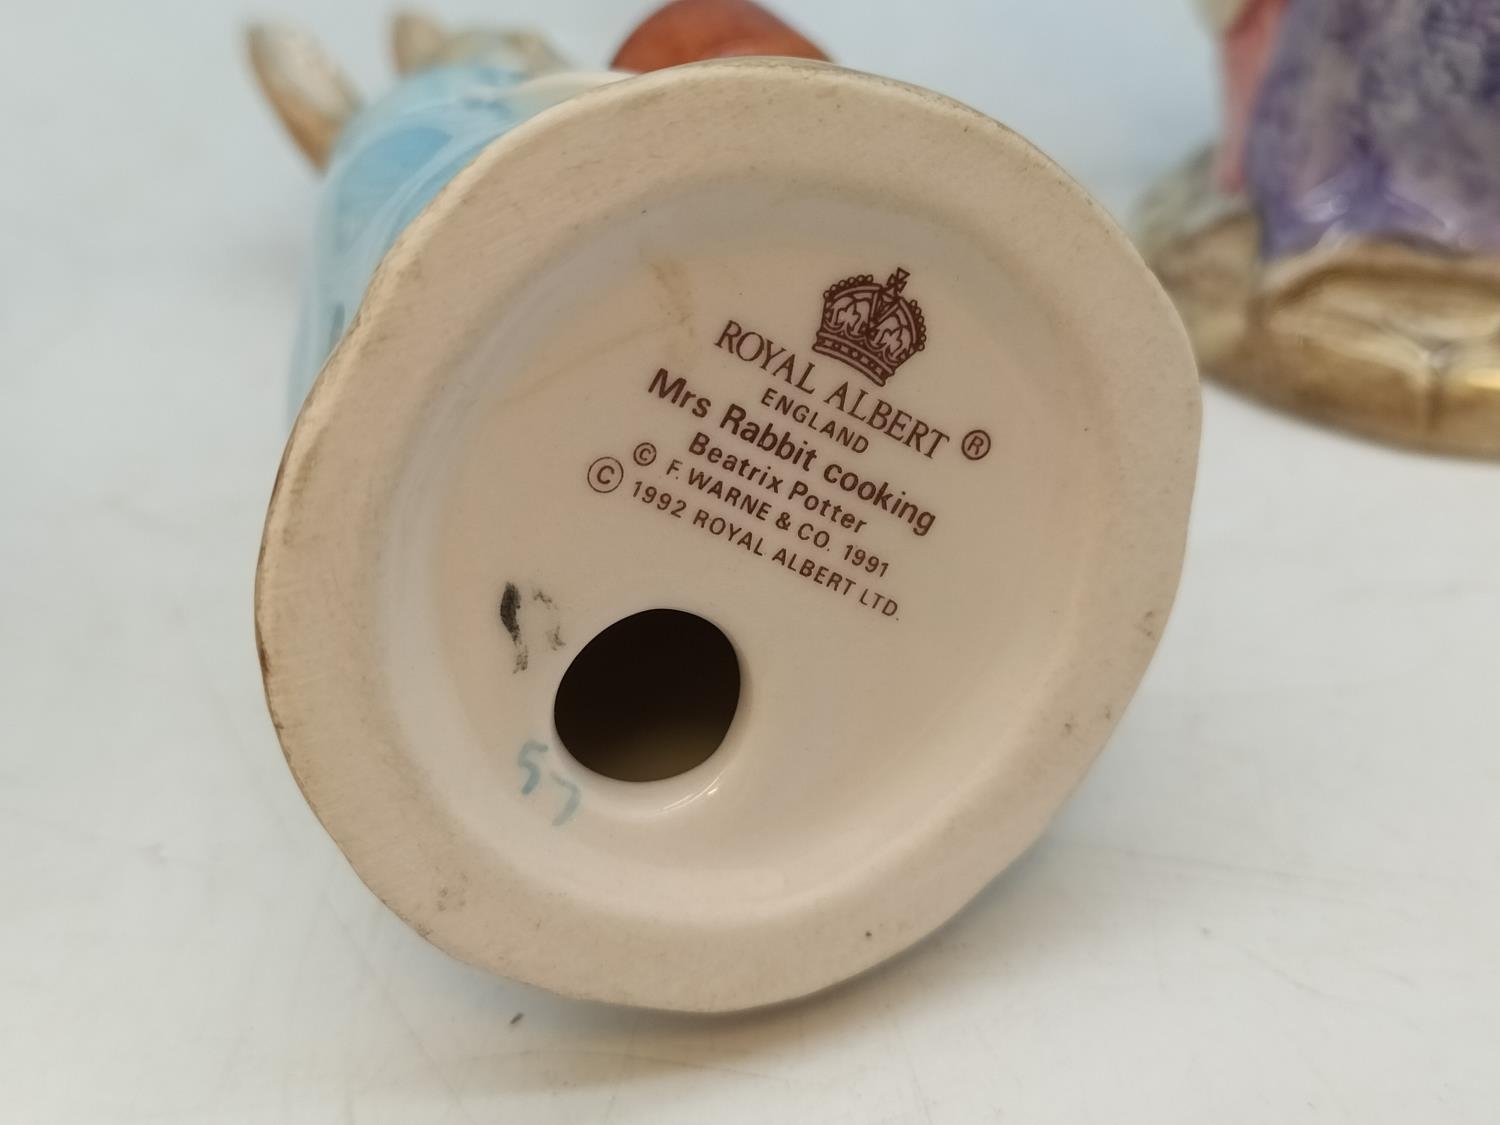 ROYAL ALBERT ®
ENGLAND
Mrs Rabbit cooking
Beatrix Potter
© F. WARNE & CO. 1991
© 1992 ROYAL ALBERT LTD.
57